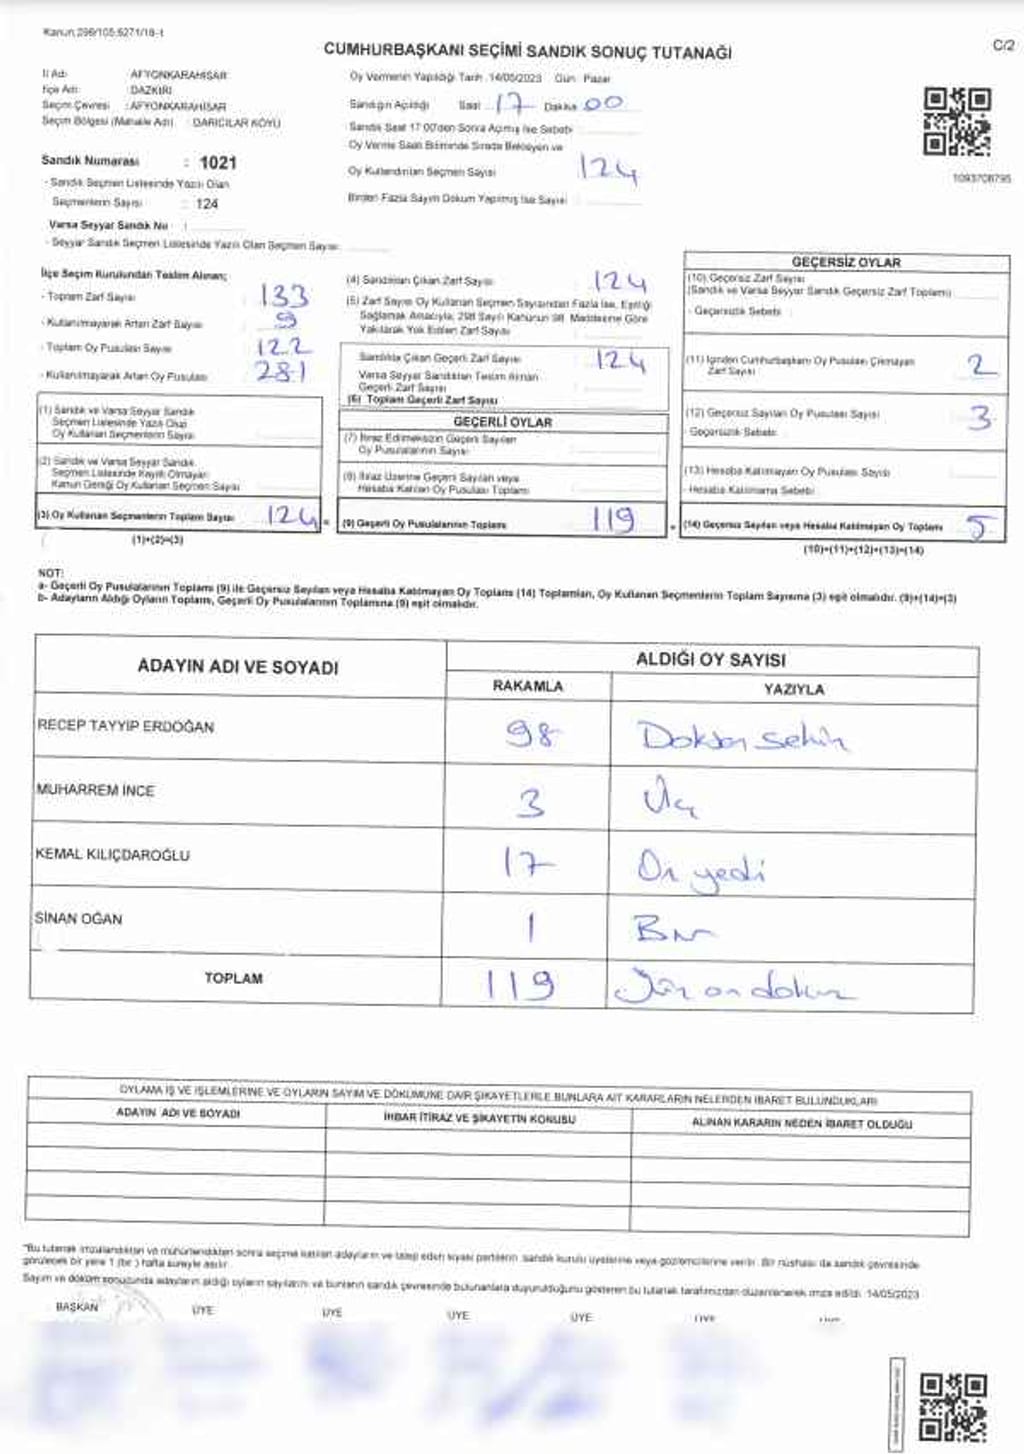 Kanun 298/105;6271/18-1
CUMHURBAŞKANI SEÇİMİ SANDIK SONUÇ TUTANAĞI
C/2
İl Adı : AFYONKARAHİSAR
İlçe Adı : DAZKIRI
Seçim Çevresi : AFYONKARAHİSAR
Seçim Bölgesi (Mahalle Adı) : DARICILAR KÖYÜ
Oy Vermenin Yapıldığı Tarih : 14/05/2023 Gün : Pazar
Sandığın Açıldığı Saat 17 Dakika 00
Sandık Saat 17:00'den Sonra Açılmış İse Sebebi
Oy Verme Saati Bitiminde Sırada Bekleyen ve
Oy Kullandırılan Seçmen Sayısı 124
Birden Fazla Sayım Döküm Yapılmış İse Sayısı :
1093708795
Sandık Numarası : 1021
- Sandık Seçmen Listesinde Yazılı Olan
Seçmenlerin Sayısı : 124
Varsa Seyyar Sandık No :
- Seyyar Sandık Seçmen Listesinde Yazılı Olan Seçmen Sayısı:
İlçe Seçim Kurulundan Teslim Alınan;
- Toplam Zarf Sayısı 133
- Kullanılmayarak Artan Zarf Sayısı 9
- Toplam Oy Pusulası Sayısı 122
- Kullanılmayarak Artan Oy Pusulası 281
(1) Sandık ve Varsa Seyyar Sandık
Seçmen Listesinde Yazılı Olup
Oy Kullanan Seçmenlerin Sayısı
(2) Sandık ve Varsa Seyyar Sandık
Seçmen Listesinde Kayıtlı Olmayan
Kanun Gereği Oy Kullanan Seçmen Sayısı
(3) Oy Kullanan Seçmenlerin Toplam Sayısı 124 =
(1)+(2)=(3)
(4) Sandıktan Çıkan Zarf Sayısı 124
(5) Zarf Sayısı Oy Kullanan Seçmen Sayısından Fazla İse, Eşitliği
Sağlamak Amacıyla, 298 Sayılı Kanunun 98. Maddesine Göre
Yakılarak Yok Edilen Zarf Sayısı
Sandıkta Çıkan Geçerli Zarf Sayısı 124
Varsa Seyyar Sandıktan Teslim Alınan
Geçerli Zarf Sayısı
(6) Toplam Geçerli Zarf Sayısı
GEÇERLİ OYLAR
(7) İtiraz Edilmeksizin Geçerli Sayılan
Oy Pusulalarının Sayısı
(8) İtiraz Üzerine Geçerli Sayılan veya
Hesaba Katılan Oy Pusulası Toplamı
(9) Geçerli Oy Pusulalarının Toplamı 119 +
GEÇERSİZ OYLAR
(10) Geçersiz Zarf Sayısı
(Sandık ve Varsa Seyyar Sandık Geçersiz Zarf Toplamı)
- Geçersizlik Sebebi :
(11) İçinden Cumhurbaşkanı Oy Pusulası Çıkmayan
Zarf Sayısı 2
(12) Geçersiz Sayılan Oy Pusulası Sayısı 3
- Geçersizlik Sebebi :
(13) Hesaba Katılmayan Oy Pusulası Sayısı
- Hesaba Katılmama Sebebi :
(14) Geçersiz Sayılan veya Hesaba Katılmayan Oy Toplamı 5
(10)+(11)+(12)+(13)=(14)
NOT:
a- Geçerli Oy Pusulalarının Toplamı (9) ile Geçersiz Sayılan veya Hesaba Katılmayan Oy Toplamı (14) Toplamları, Oy Kullanan Seçmenlerin Toplam Sayısına (3) eşit olmalıdır. (9)+(14)=(3)
b- Adayların Aldığı Oyların Toplamı, Geçerli Oy Pusulalarının Toplamına (9) eşit olmalıdır.
ADAYIN ADI VE SOYADI
ALDIĞI OY SAYISI
RAKAMLA YAZIYLA
RECEP TAYYİP ERDOĞAN 98 Doksan sekiz
MUHARREM İNCE 3 Üç
KEMAL KILIÇDAROĞLU 17 On yedi
SİNAN OĞAN 1 Bir
TOPLAM 119 Yüz on dokuz
OYLAMA İŞ VE İŞLEMLERİNE VE OYLARIN SAYIM VE DÖKÜMÜNE DAİR ŞİKAYETLERLE BUNLARA AİT KARARLARIN NELERDEN İBARET BULUNDUKLARI
ADAYIN ADI VE SOYADI İHBAR İTİRAZ VE ŞİKAYETİN KONUSU ALINAN KARARIN NEDEN İBARET OLDUĞU
"Bu tutanak imzalandıktan ve mühürlendikten sonra seçime katılan adayların ve talep eden siyasi partilerin sandık kurulu üyelerine veya gözlemcilerine verilir. Bir nüshası da sandık çevresinde
görülecek bir yere 1 (bir) hafta süreyle asılır.
Sayım ve döküm sonucunda adayların aldığı oyların sayılarını ve bunların sandık çevresinde bulunanlara duyurulduğunu gösteren bu tutanak tarafımızdan düzenlenerek imza edildi. 14/05/2023
BAŞKAN ÜYE ÜYE ÜYE ÜYE ÜYE